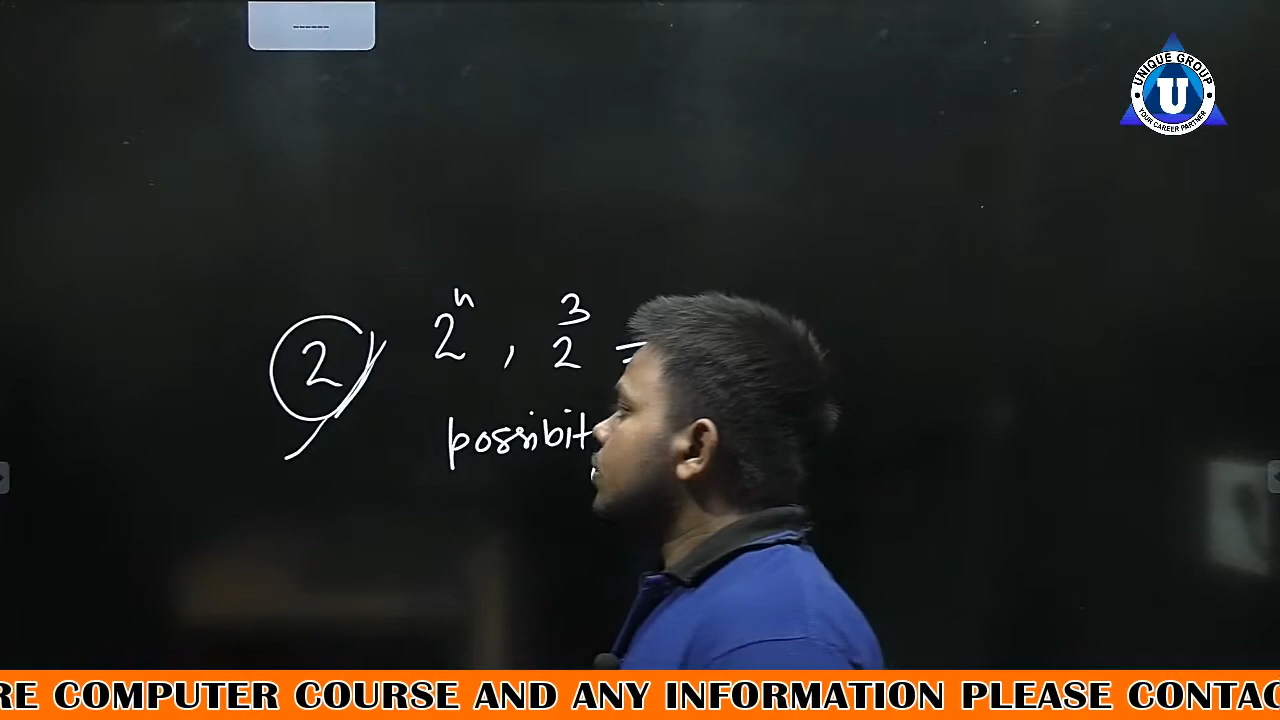 ------
UNIQUE GROUP
U
YOUR CAREER PARTNER
2 2ⁿ, 2³ =
possibit
RE COMPUTER COURSE AND ANY INFORMATION PLEASE CONTAC